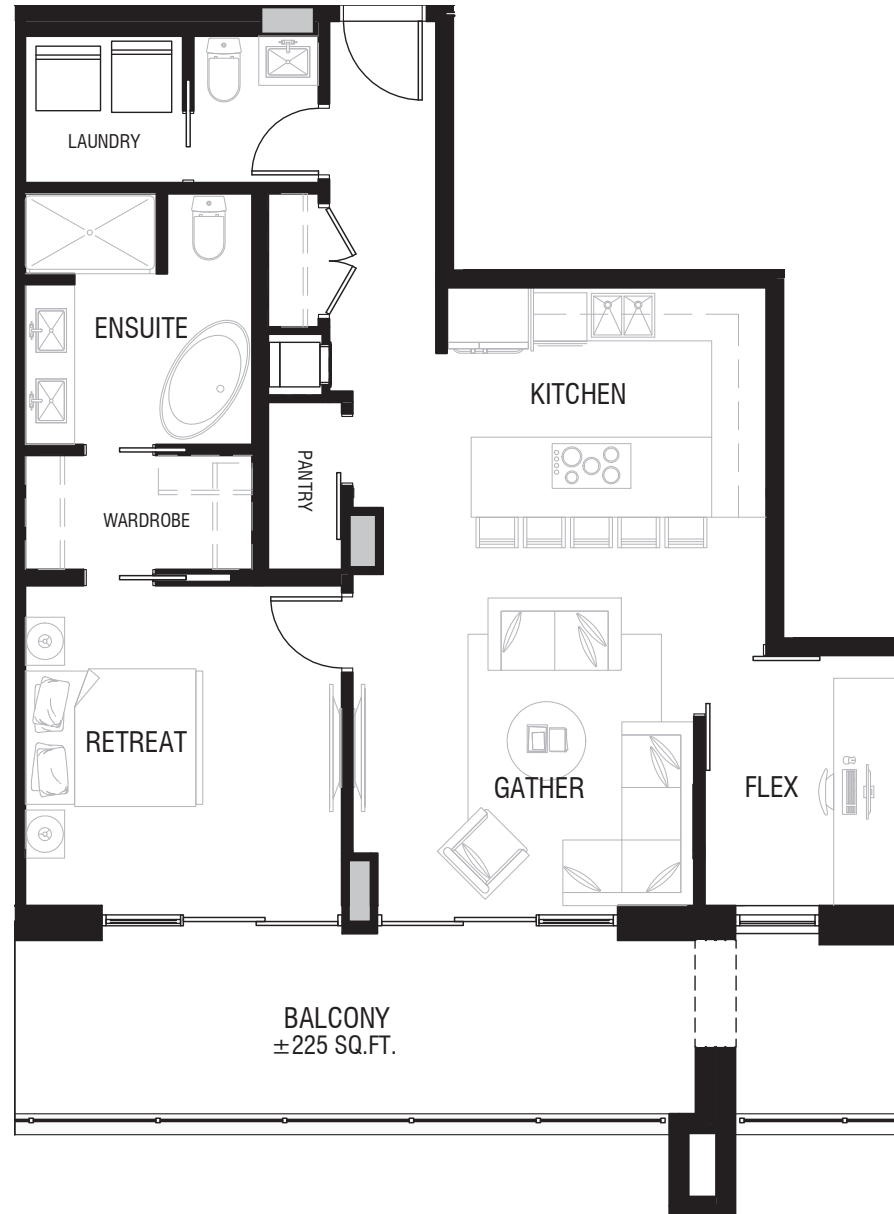 LAUNDRY
ENSUITE
KITCHEN
PANTRY
WARDROBE
RETREAT
GATHER
FLEX
BALCONY
±225 SQ.FT.